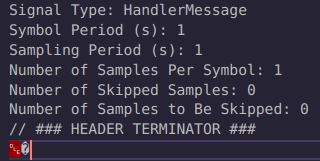 Signal Type: HandlerMessage
Symbol Period (s): 1
Sampling Period (s): 1
Number of Samples Per Symbol: 1
Number of Skipped Samples: 0
Number of Samples to Be Skipped: 0
// ### HEADER TERMINATOR ###
DLE�